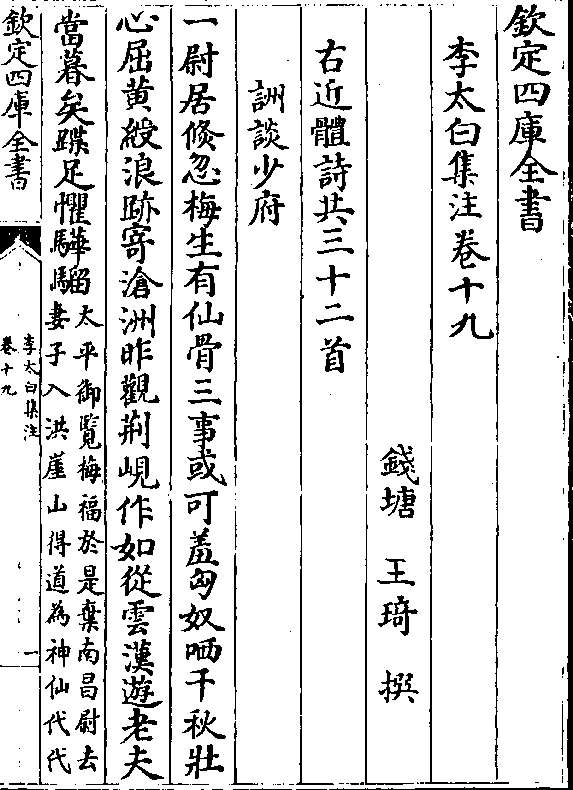 欽定四庫全書
李太白集注卷十九
錢塘 王琦 撰
右近體詩共三十二首
詶談少府
一尉居倐忽梅生有仙骨三事或可羞匈奴哂千秋壯
心屈黄綬浪跡寄滄洲昨觀荆峴作如從雲漢遊老夫
當暮矣蹀足懼驊騮
太平御覽梅福於是棄南昌尉去
妻子入洪崖山得道為神仙代代
欽定四庫全書
李太白集注
卷十九
一